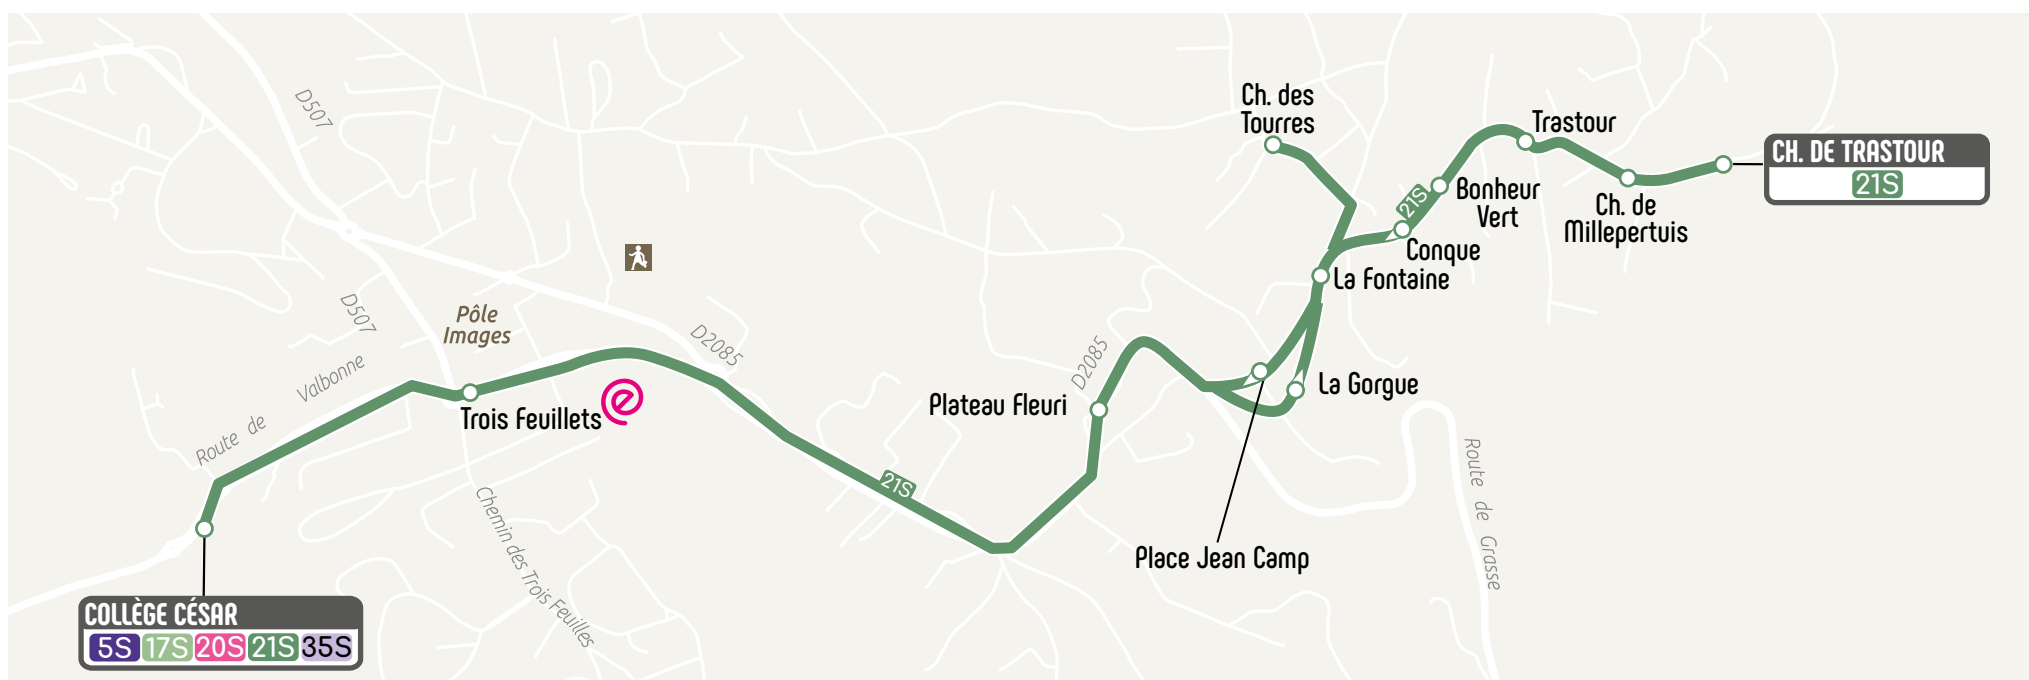 D507
Ch. des
Tourres
Trastour
CH. DE TRASTOUR
21S
21S
Bonheur
Vert
Ch. de
Millepertuis
Conque
La Fontaine
D507
Pôle
Images
D2085
D2085
Route de Valbonne
Trois Feuillets
e
Plateau Fleuri
La Gorgue
21S
Route de Grasse
Chemin des Trois Feuilles
Place Jean Camp
COLLÈGE CÉSAR
5S 17S 20S 21S 35S